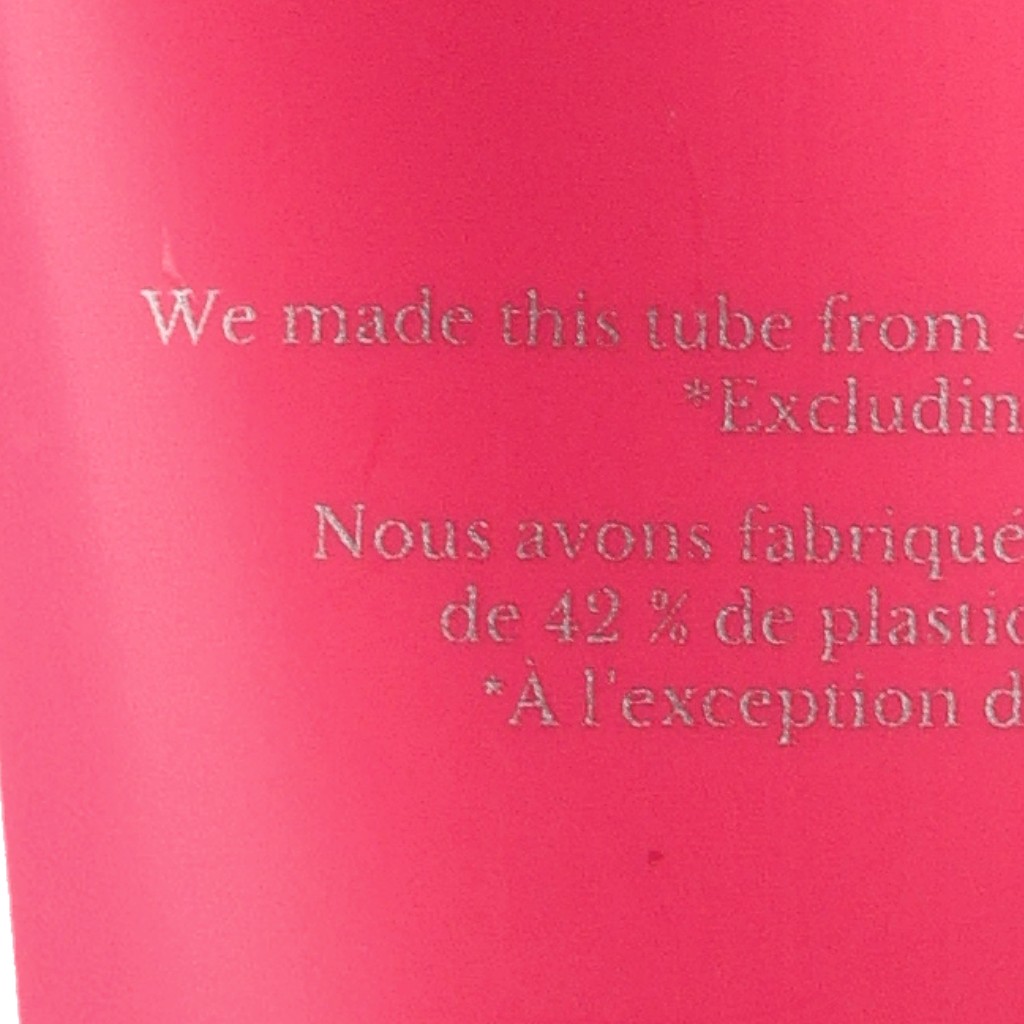 We made this tube from
*Excludin
Nous avons fabriqué
de 42 % de plastic
*À l'exception d